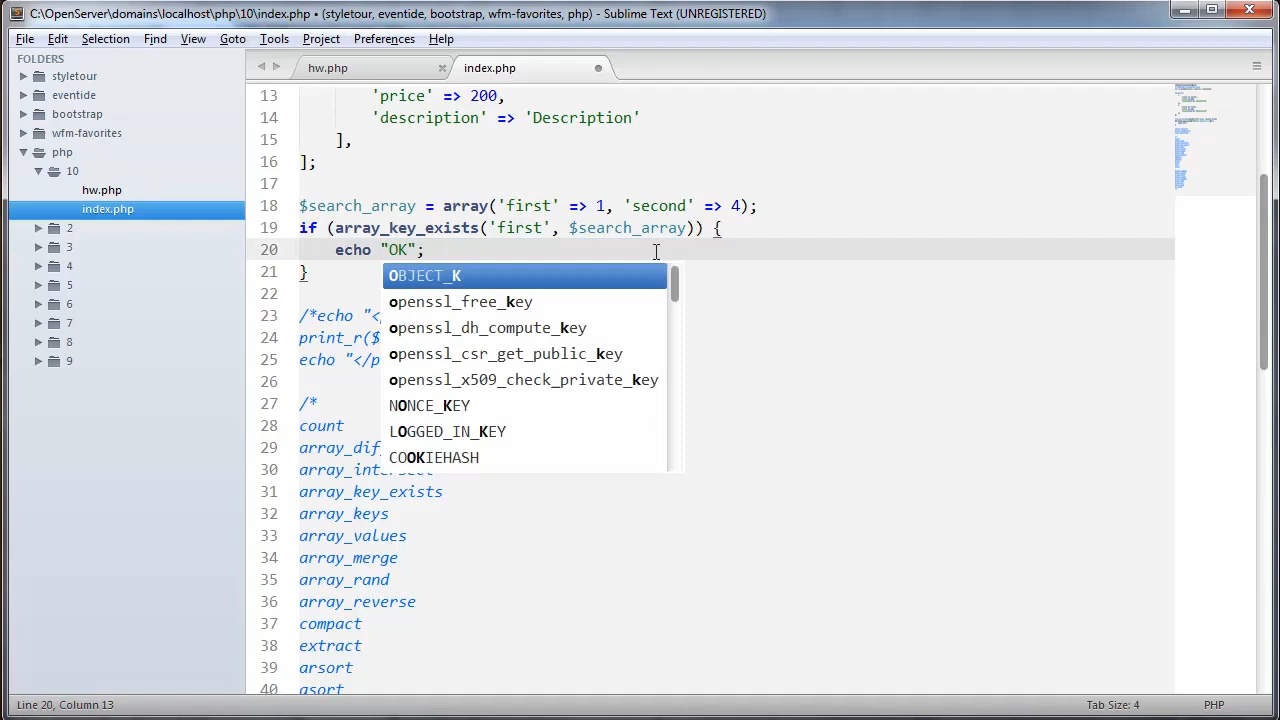 C:\OpenServer\domains\localhost\php\10\index.php • (styletour, eventide, bootstrap, wfm-favorites, php) - Sublime Text (UNREGISTERED)
File Edit Selection Find View Goto Tools Project Preferences Help
FOLDERS
styletour
eventide
bootstrap
wfm-favorites
php
10
hw.php
index.php
2
3
4
5
6
7
8
9
hw.php index.php
13 'price' => 200,
14 'description' => 'Description'
15 ],
16 ];
17
18 $search_array = array('first' => 1, 'second' => 4);
19 if (array_key_exists('first', $search_array)) {
20 echo "OK";
21 }
22
23 /*echo "<
24 print_r($
25 echo "</p
26
27 /*
28 count
29 array_dif
30 array_intersect
31 array_key_exists
32 array_keys
33 array_values
34 array_merge
35 array_rand
36 array_reverse
37 compact
38 extract
39 arsort
40 asort
OBJECT_K
openssl_free_key
openssl_dh_compute_key
openssl_csr_get_public_key
openssl_x509_check_private_key
NONCE_KEY
LOGGED_IN_KEY
COOKIEHASH
Line 20, Column 13 Tab Size: 4 PHP